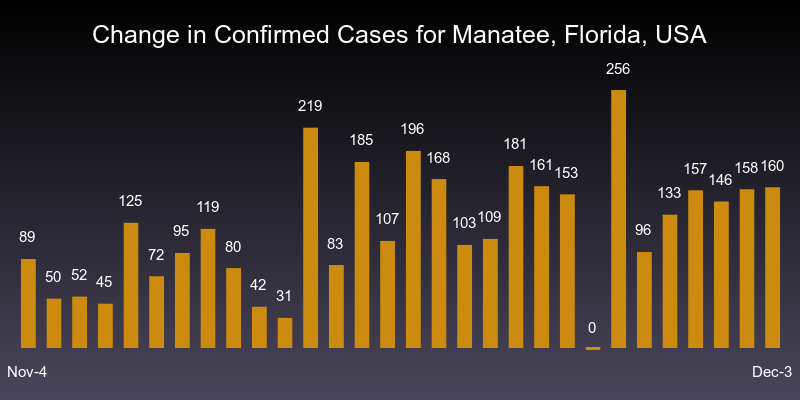 Change in Confirmed Cases for Manatee, Florida, USA
89 50 52 45 125 72 95 119 80 42 31 219 83 185 107 196 168 103 109 181 161 153 0 256 96 133 157 146 158 160
Nov-4 Dec-3